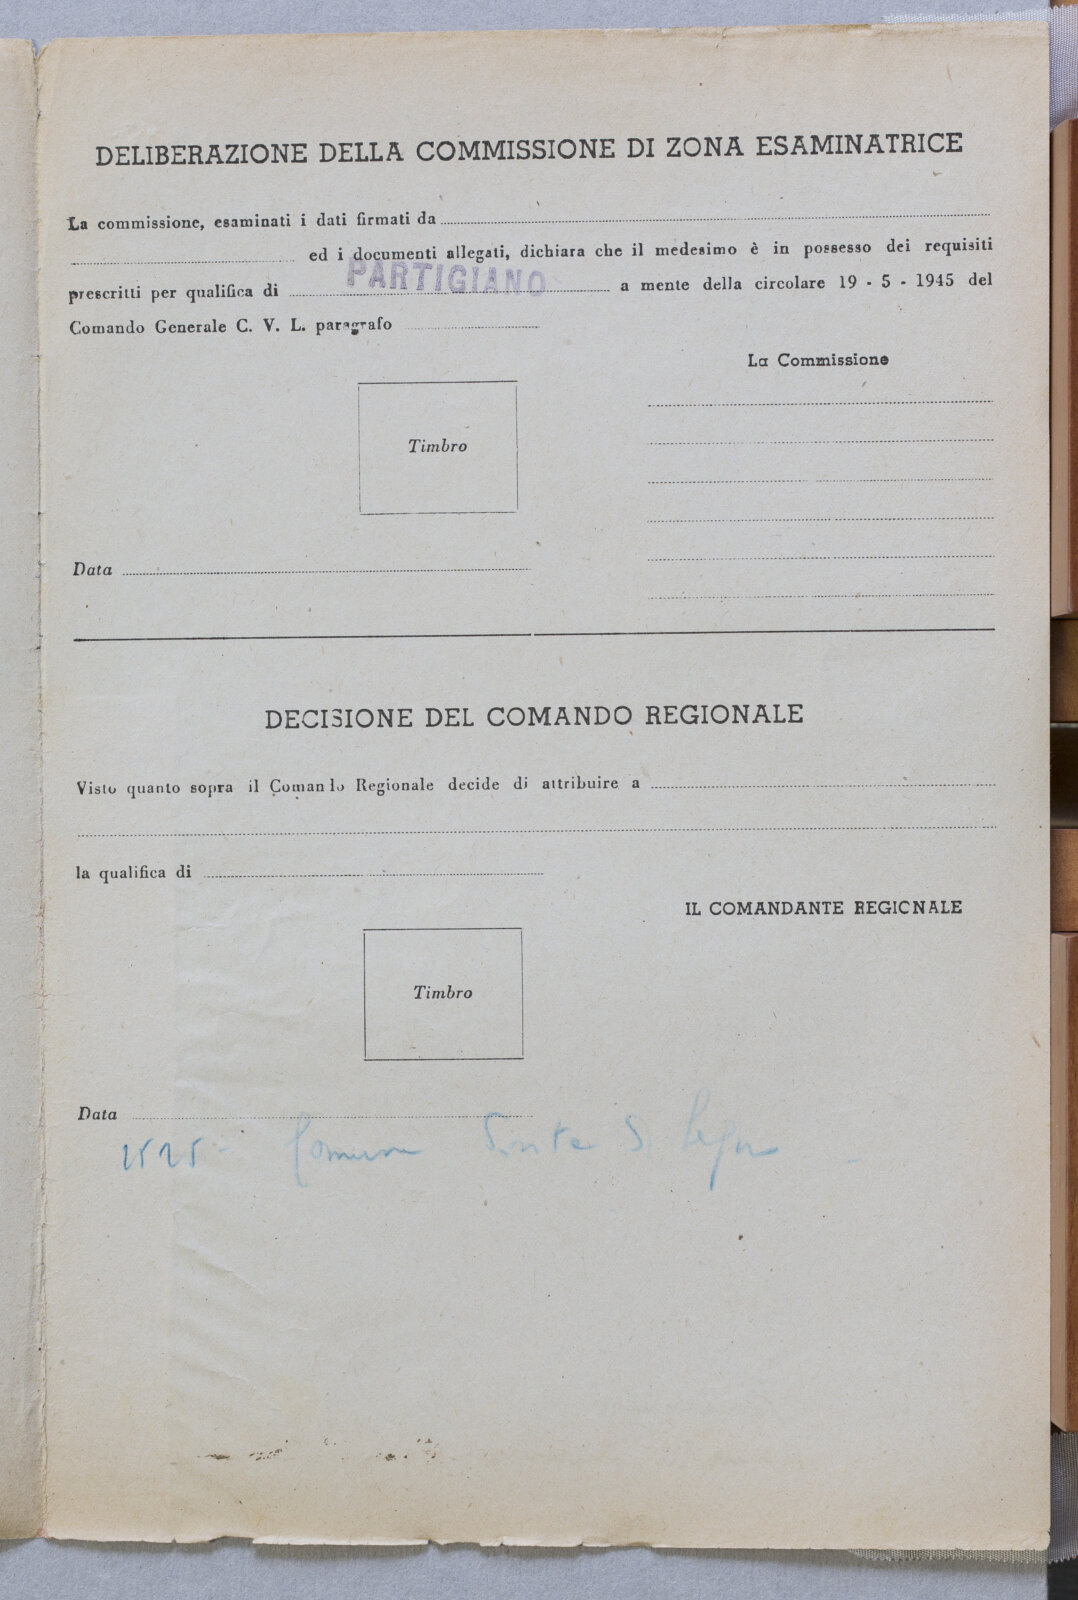 DELIBERAZIONE DELLA COMMISSIONE DI ZONA ESAMINATRICE
La commissione, esaminati i dati firmati da
ed i documenti allegati, dichiara che il medesimo è in possesso dei requisiti
prescritti per qualifica di PARTIGIANO a mente della circolare 19 - 5 - 1945 del
Comando Generale C. V. L. paragrafo
La Commissione
Timbro
Data
DECISIONE DEL COMANDO REGIONALE
Visto quanto sopra il Comando Regionale decide di attribuire a
la qualifica di
IL COMANDANTE REGIONALE
Timbro
Data
Comune Ponte di Legno